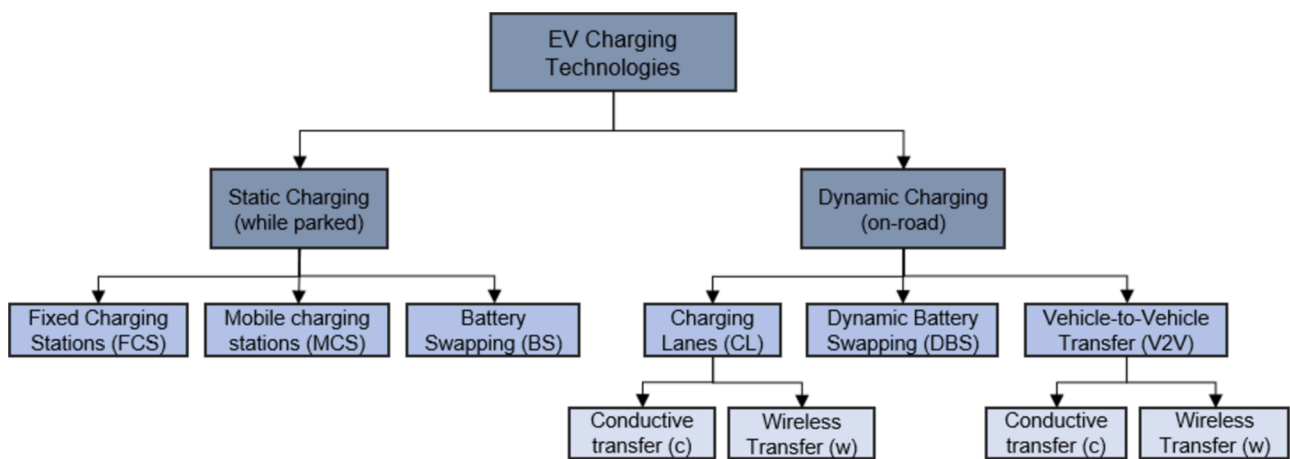 EV Charging
Technologies
Static Charging
(while parked)
Dynamic Charging
(on-road)
Fixed Charging
Stations (FCS)
Mobile charging
stations (MCS)
Battery
Swapping (BS)
Charging
Lanes (CL)
Dynamic Battery
Swapping (DBS)
Vehicle-to-Vehicle
Transfer (V2V)
Conductive
transfer (c)
Wireless
Transfer (w)
Conductive
transfer (c)
Wireless
Transfer (w)